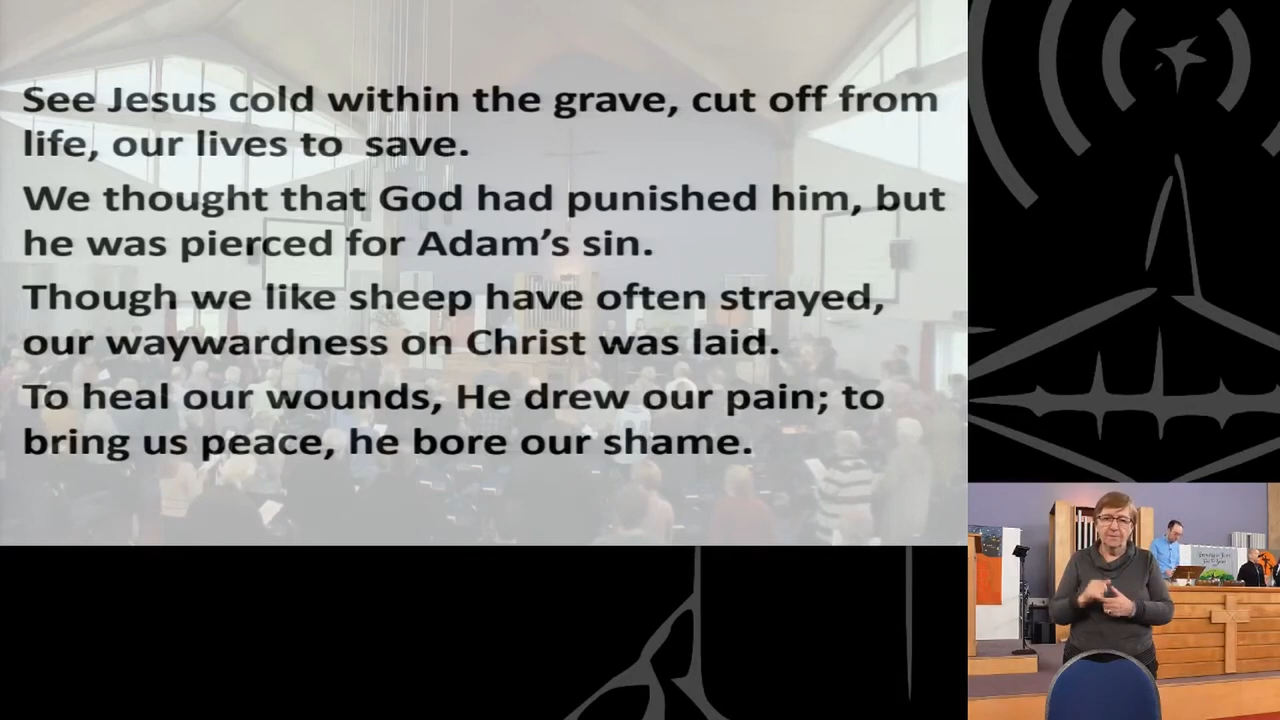 See Jesus cold within the grave, cut off from
life, our lives to  save.
We thought that God had punished him, but
he was pierced for Adam's sin.
Though we like sheep have often strayed,
our waywardness on Christ was laid.
To heal our wounds, He drew our pain; to
bring us peace, he bore our shame.